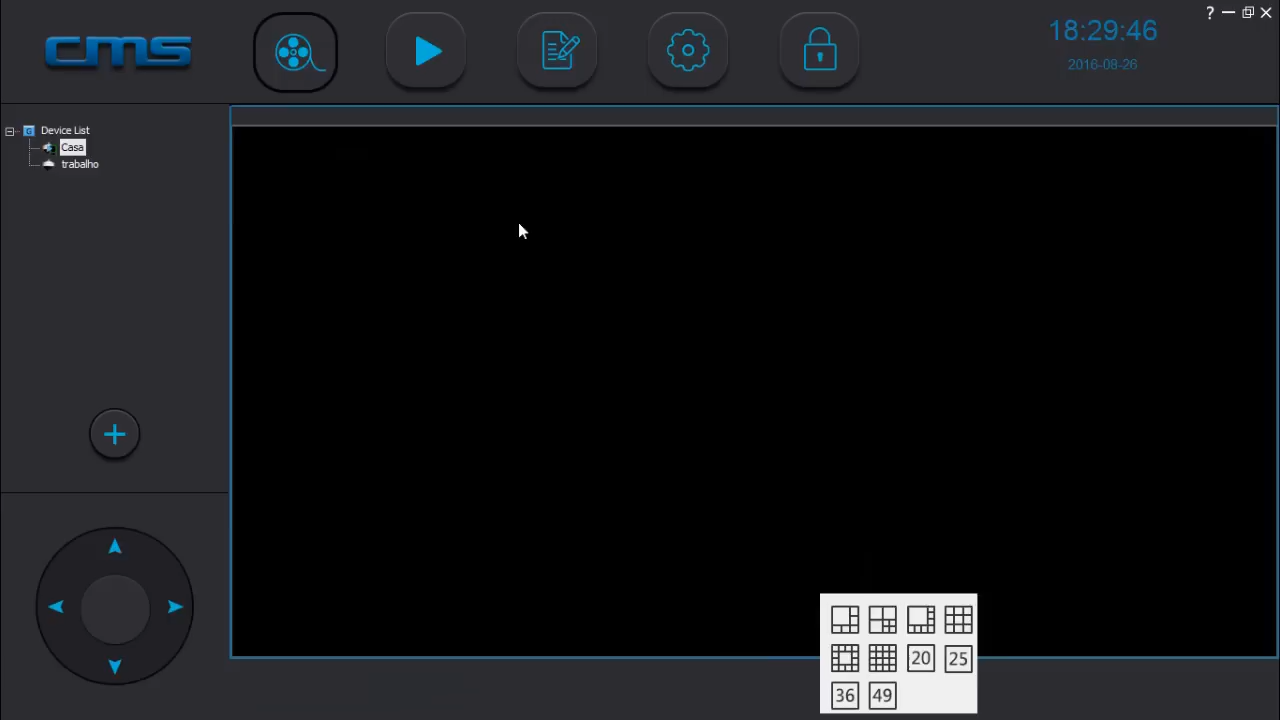 cms
?
18:29:46
2016-08-26
Device List
Casa
trabalho
20 25
36 49